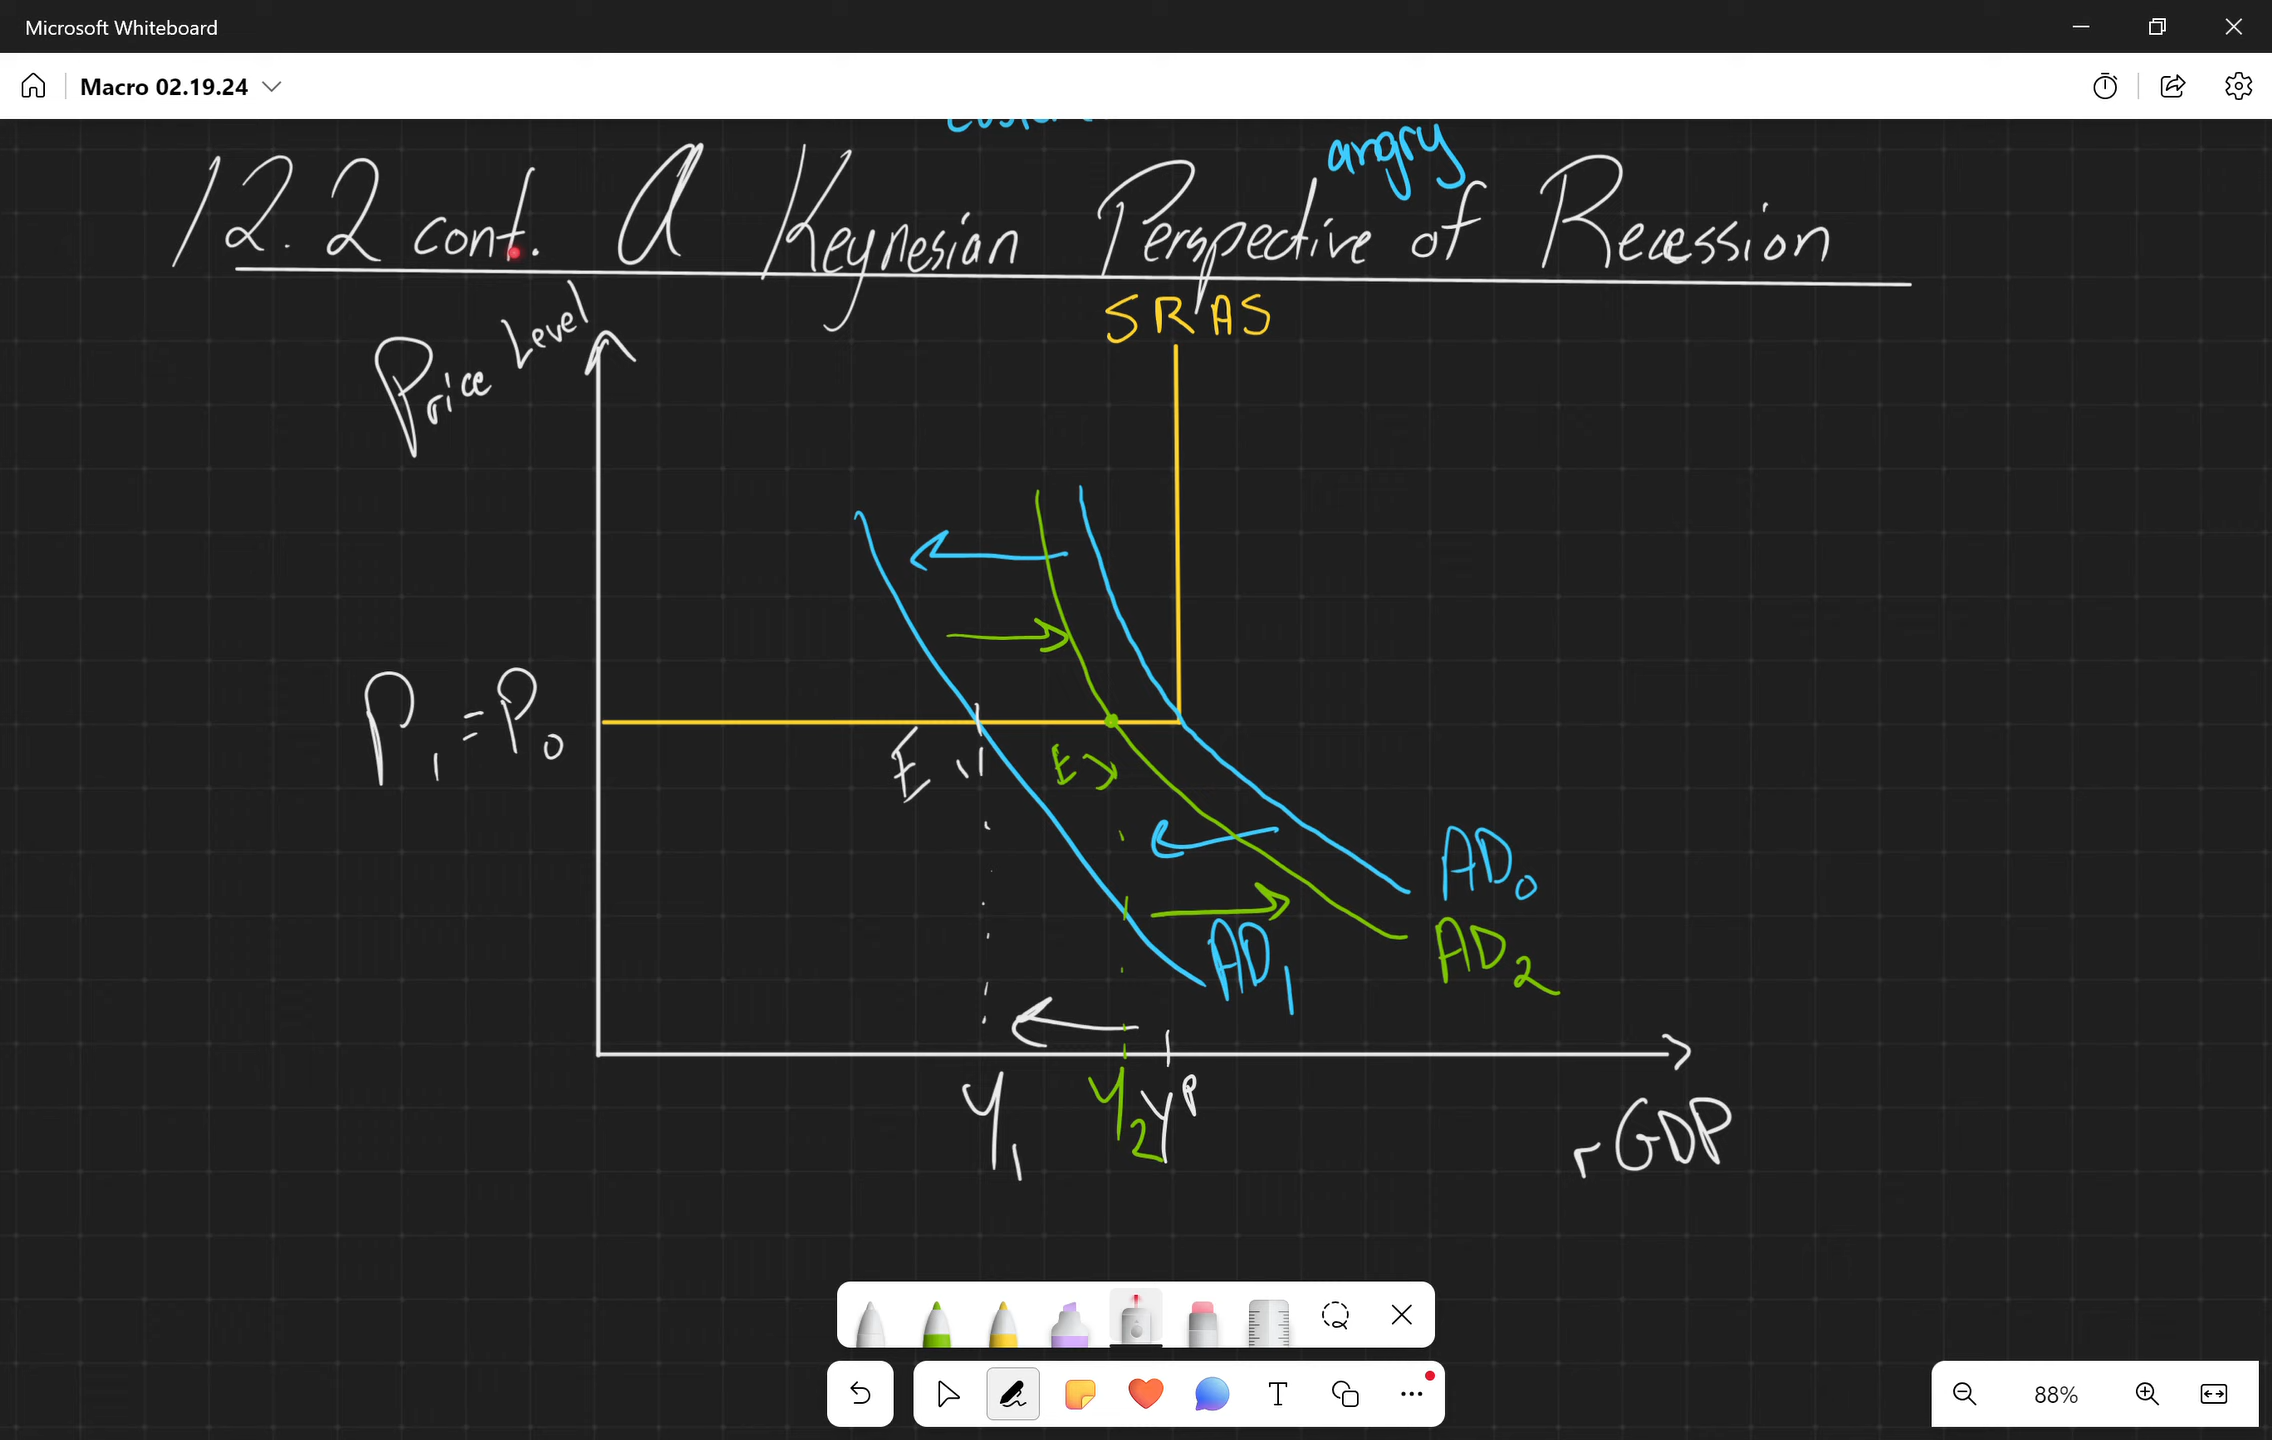 Microsoft Whiteboard
Macro 02.19.24
angry
12.2 cont. A Keynesian Perspective of Recession
SRAS
Price Level
P₁ = P₀
E₁
E₂
AD₀
AD₂
AD₁
Y₁
Y₂
Yᴾ
rGDP
T
88%